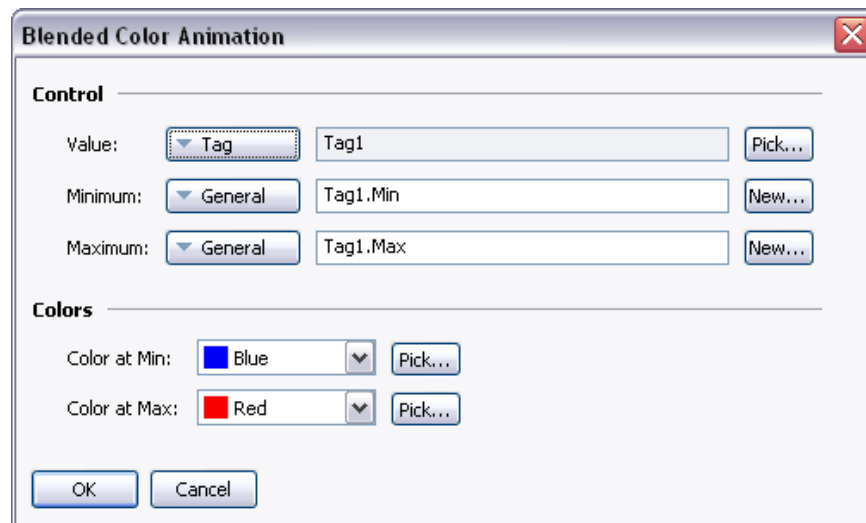 Blended Color Animation
Control
Value: Tag Tag1 Pick...
Minimum: General Tag1.Min New...
Maximum: General Tag1.Max New...
Colors
Color at Min: Blue Pick...
Color at Max: Red Pick...
OK Cancel